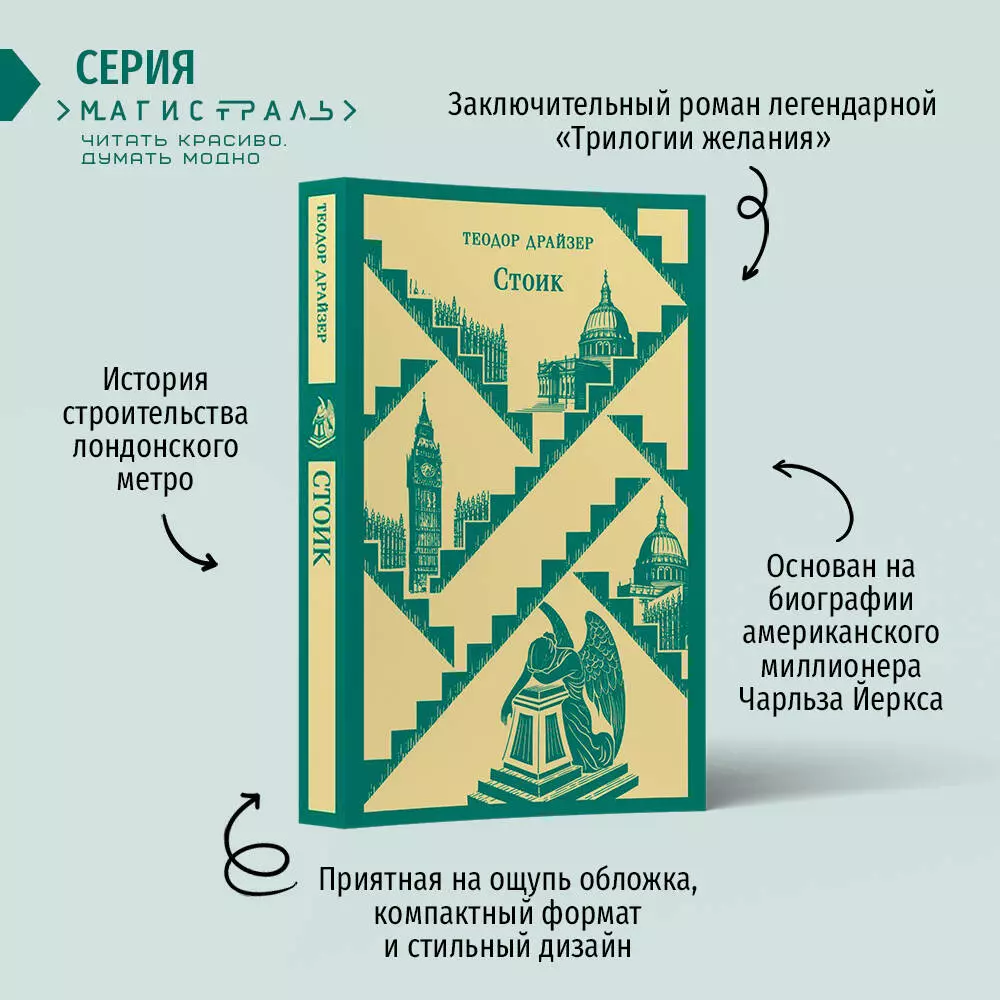 СЕРИЯ
МАГИСТРАЛЬ
ЧИТАТЬ КРАСИВО.
ДУМАТЬ МОДНО
Заключительный роман легендарной
«Трилогии желания»
ТЕОДОР ДРАЙЗЕР
СТОИК
ТЕОДОР ДРАЙЗЕР
Стоик
История
строительства
лондонского
метро
Основан на
биографии
американского
миллионера
Чарльза Йеркса
Приятная на ощупь обложка,
компактный формат
и стильный дизайн